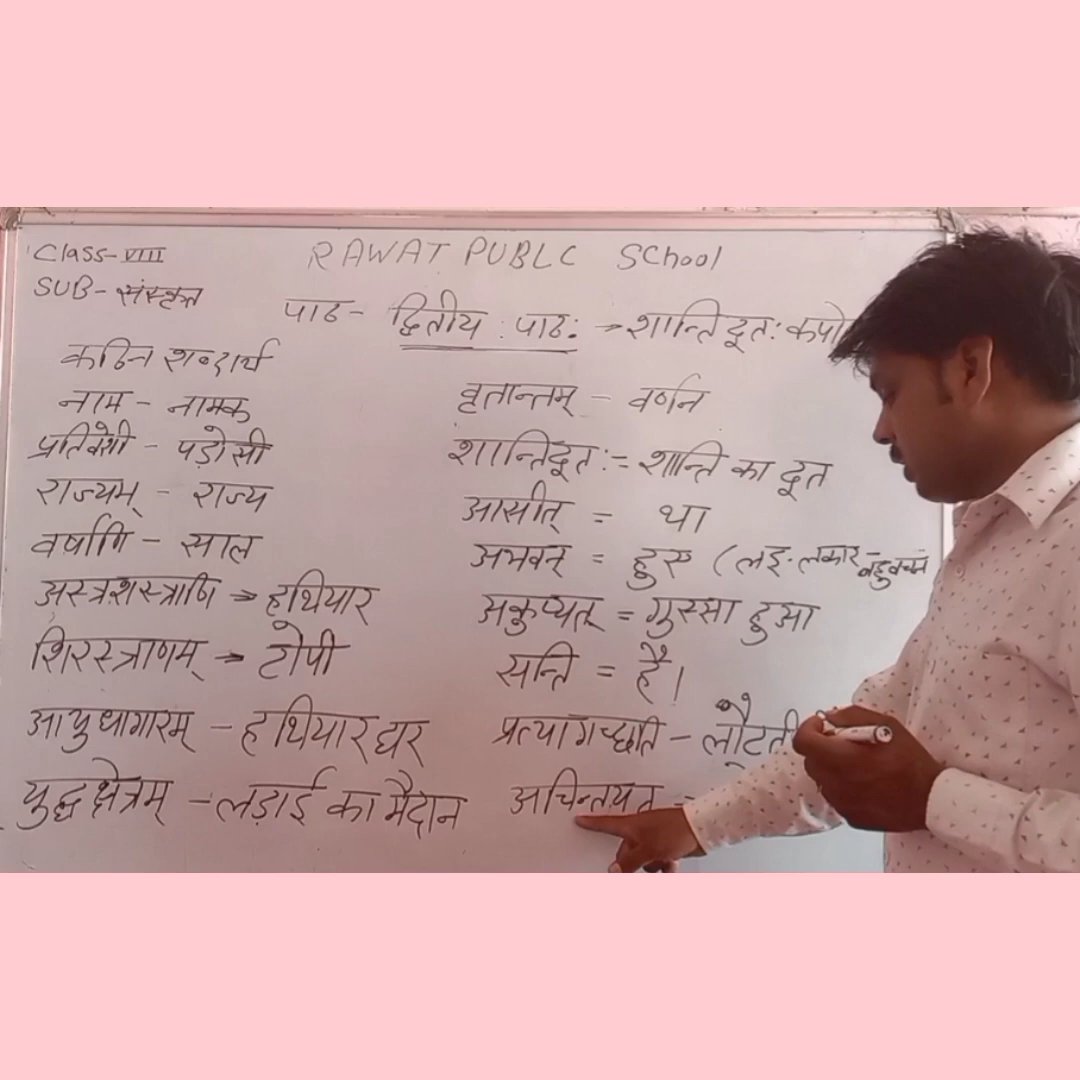 Class-VIII
RAWAT PUBLC School
SUB-संस्कृत
पाठ- द्वितीय: पाठ: → शान्तिदूत:
कठिन शब्दार्थ
नाम - नामक
प्रतिवेशी - पड़ोसी
राज्यम् - राज्य
वर्षाणि - साल
अस्त्रशस्त्राणि → हथियार
शिरस्त्राणम् → टोपी
आयुधागारम् - हथियार घर
युद्धक्षेत्रम् - लड़ाई का मैदान
वृतान्तम् - वर्णन
शान्तिदूत: = शान्ति का दूत
आसीत् = था
अभवन् = हुए (लङ्-लकार-बहुवचन
अकुप्यत् = गुस्सा हुआ
सन्ति = है।
प्रत्यागच्छति - लौटती
अचिन्तयत् -